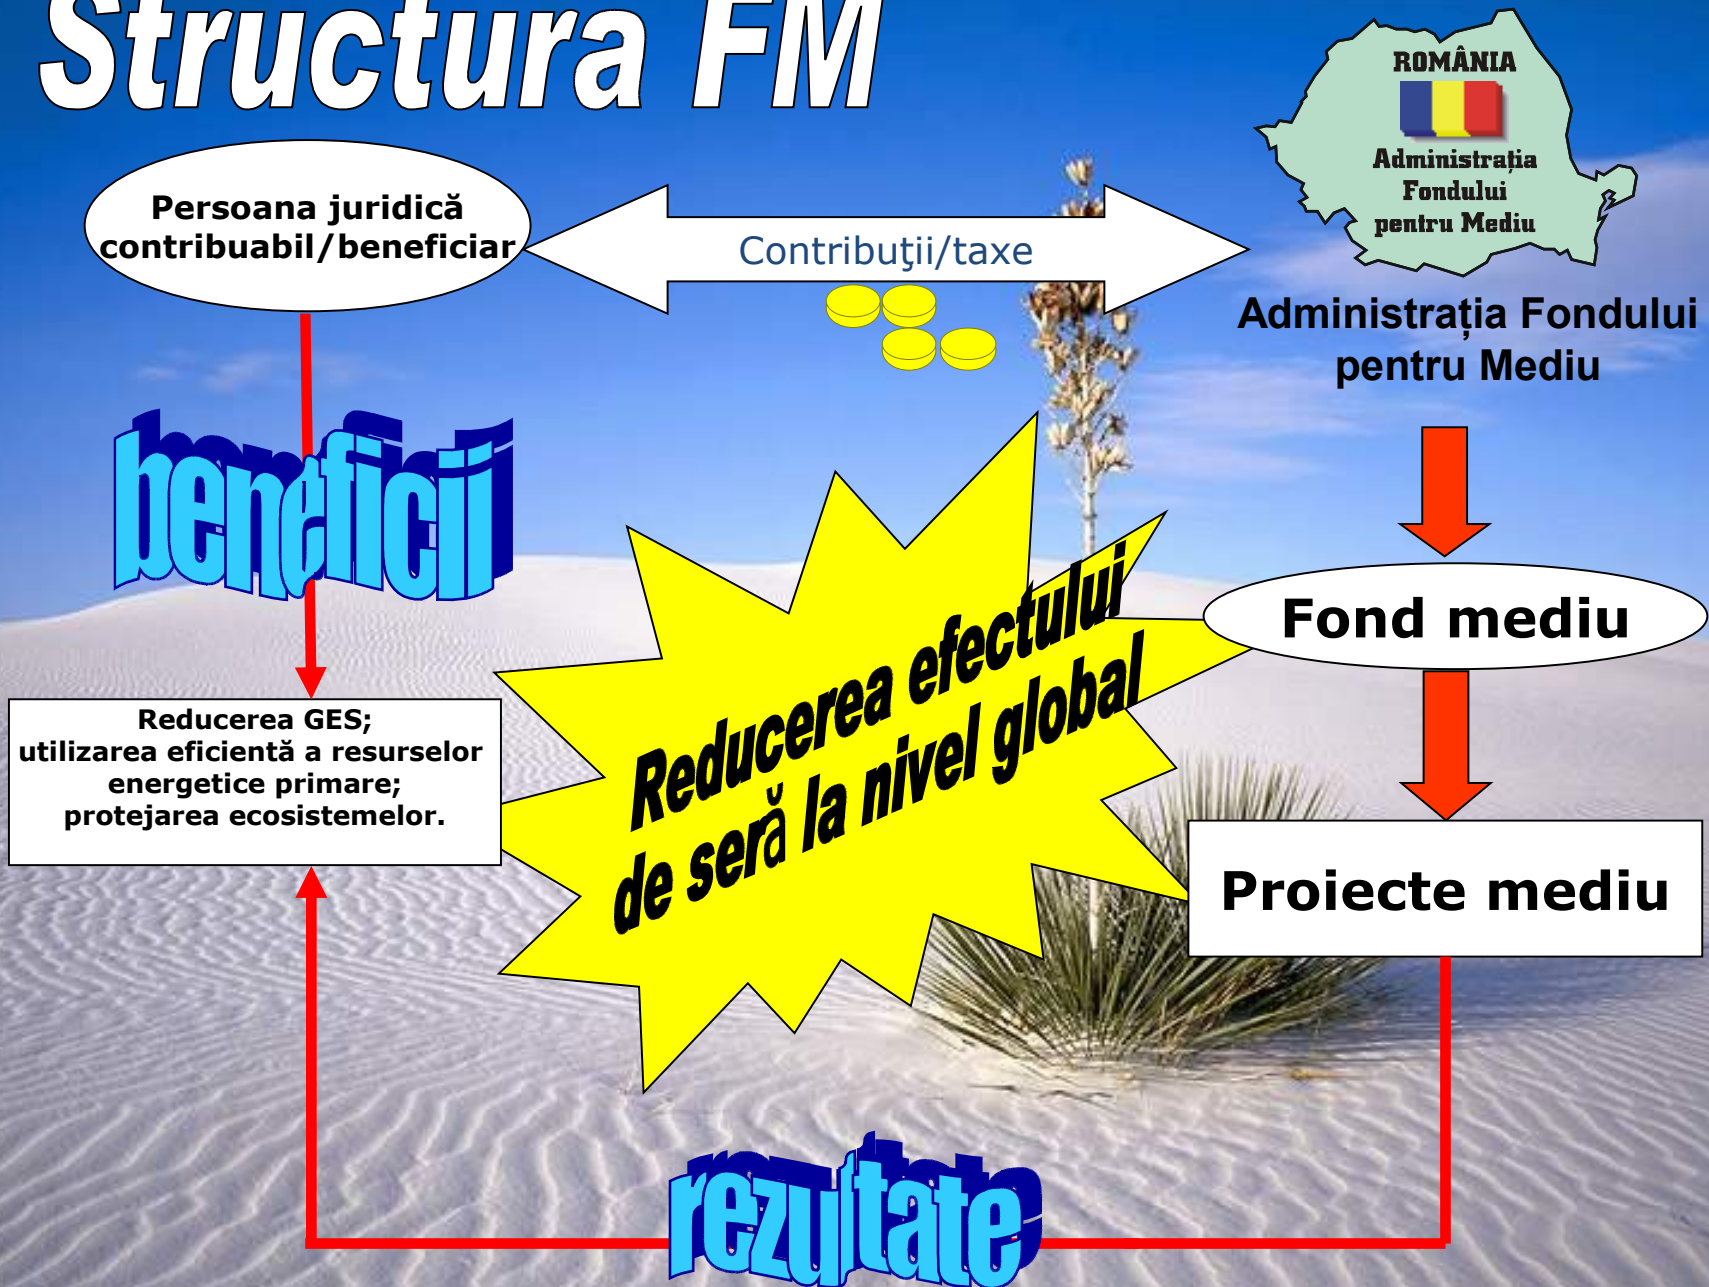 Structura FM
ROMÂNIA
Administraţia
Fondului
pentru Mediu
Persoana juridică
contribuabil/beneficiar
Contribuţii/taxe
Administrația Fondului
pentru Mediu
beneficii
Fond mediu
Reducerea efectului
de seră la nivel global
Reducerea GES;
utilizarea eficientă a resurselor
energetice primare;
protejarea ecosistemelor.
Proiecte mediu
rezultate